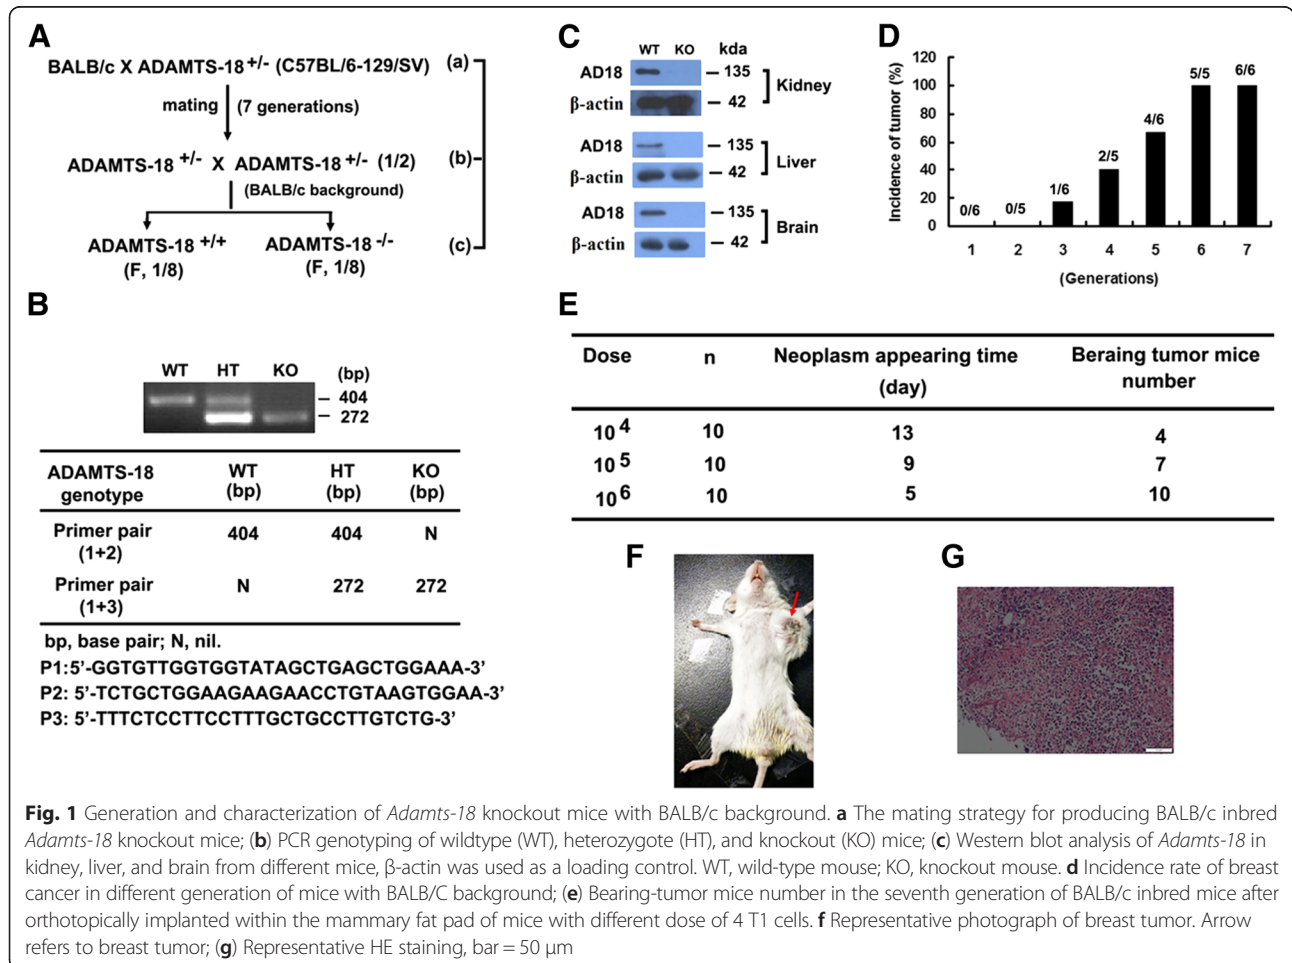 A
BALB/c X ADAMTS-18 +/- (C57BL/6-129/SV) (a)
mating (7 generations)
ADAMTS-18 +/- X ADAMTS-18 +/- (1/2) (b)
(BALB/c background)
ADAMTS-18 +/+ ADAMTS-18 -/- (c)
(F, 1/8) (F, 1/8)
B
WT HT KO (bp)
404
272
ADAMTS-18 genotype WT (bp) HT (bp) KO (bp)
Primer pair (1+2) 404 404 N
Primer pair (1+3) N 272 272
bp, base pair; N, nil.
P1:5’-GGTGTTGGTGGTATAGCTGAGCTGGAAA-3’
P2: 5’-TCTGCTGGAAGAAGAACCTGTAAGTGGAA-3’
P3: 5’-TTTCTCCTTCCTTTGCTGCCTTGTCTG-3’
C
WT KO kda
AD18 135
β-actin 42
Kidney
AD18 135
β-actin 42
Liver
AD18 135
β-actin 42
Brain
D
Incidence of tumor (%)
120
100
80
60
40
20
0
0/6 0/5 1/6 2/5 4/6 5/5 6/6
1 2 3 4 5 6 7
(Generations)
E
Dose n Neoplasm appearing time (day) Beraing tumor mice number
10 4 10 13 4
10 5 10 9 7
10 6 10 5 10
F
G
Fig. 1 Generation and characterization of Adamts-18 knockout mice with BALB/c background. a The mating strategy for producing BALB/c inbred
Adamts-18 knockout mice; (b) PCR genotyping of wildtype (WT), heterozygote (HT), and knockout (KO) mice; (c) Western blot analysis of Adamts-18 in
kidney, liver, and brain from different mice, β-actin was used as a loading control. WT, wild-type mouse; KO, knockout mouse. d Incidence rate of breast
cancer in different generation of mice with BALB/C background; (e) Bearing-tumor mice number in the seventh generation of BALB/c inbred mice after
orthotopically implanted within the mammary fat pad of mice with different dose of 4 T1 cells. f Representative photograph of breast tumor. Arrow
refers to breast tumor; (g) Representative HE staining, bar = 50 μm